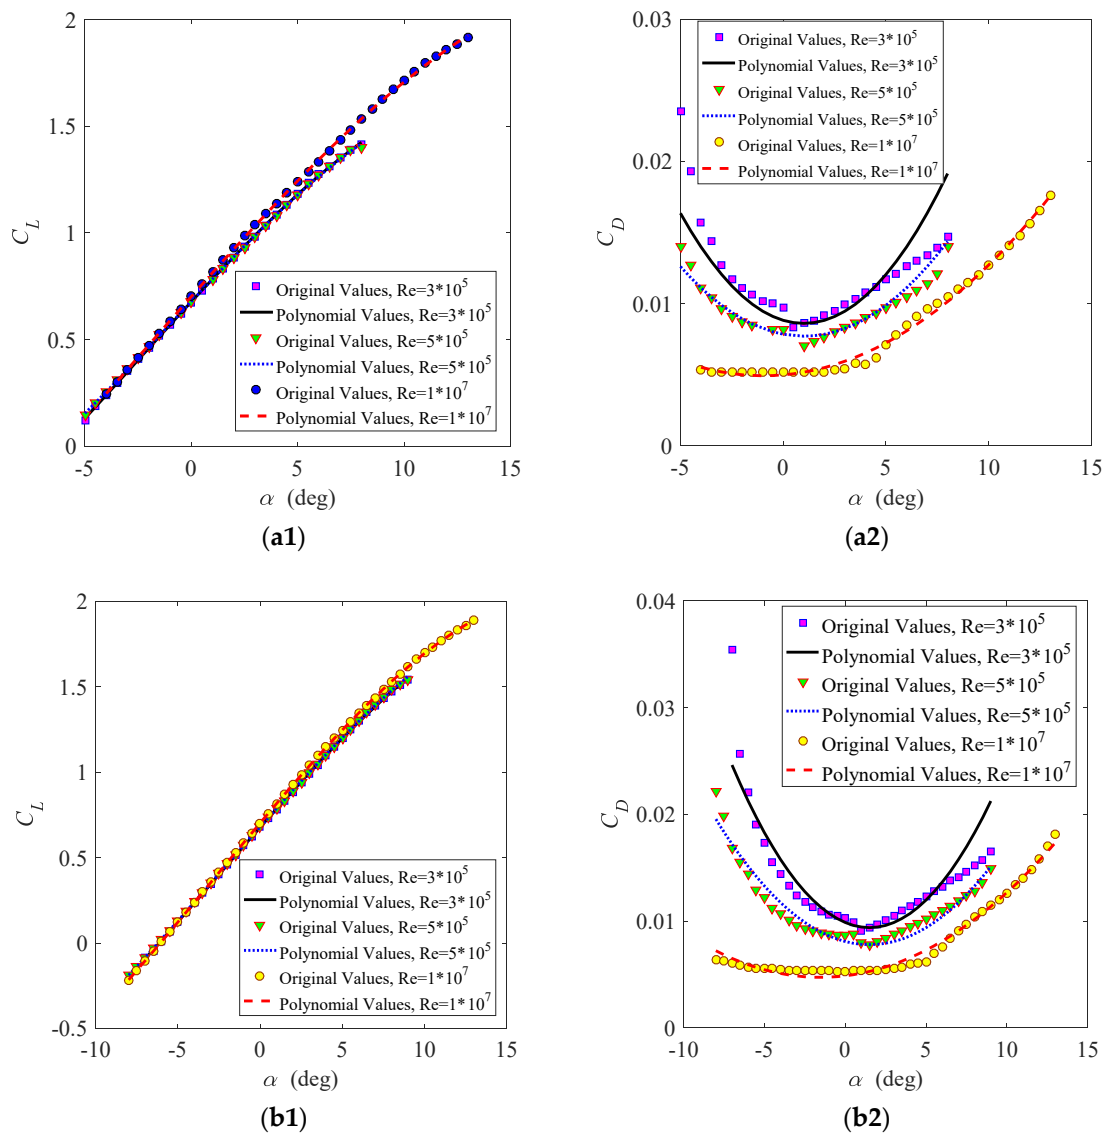 2
1.5
1
0.5
0
-5
0
5
10
15
C_L
α (deg)
Original Values, Re=3*10^5
Polynomial Values, Re=3*10^5
Original Values, Re=5*10^5
Polynomial Values, Re=5*10^5
Original Values, Re=1*10^7
Polynomial Values, Re=1*10^7
(a1)
0.03
0.02
0.01
0
-5
0
5
10
15
C_D
α (deg)
Original Values, Re=3*10^5
Polynomial Values, Re=3*10^5
Original Values, Re=5*10^5
Polynomial Values, Re=5*10^5
Original Values, Re=1*10^7
Polynomial Values, Re=1*10^7
(a2)
2
1.5
1
0.5
0
-0.5
-10
-5
0
5
10
15
C_L
α (deg)
Original Values, Re=3*10^5
Polynomial Values, Re=3*10^5
Original Values, Re=5*10^5
Polynomial Values, Re=5*10^5
Original Values, Re=1*10^7
Polynomial Values, Re=1*10^7
(b1)
0.04
0.03
0.02
0.01
0
-10
-5
0
5
10
15
C_D
α (deg)
Original Values, Re=3*10^5
Polynomial Values, Re=3*10^5
Original Values, Re=5*10^5
Polynomial Values, Re=5*10^5
Original Values, Re=1*10^7
Polynomial Values, Re=1*10^7
(b2)